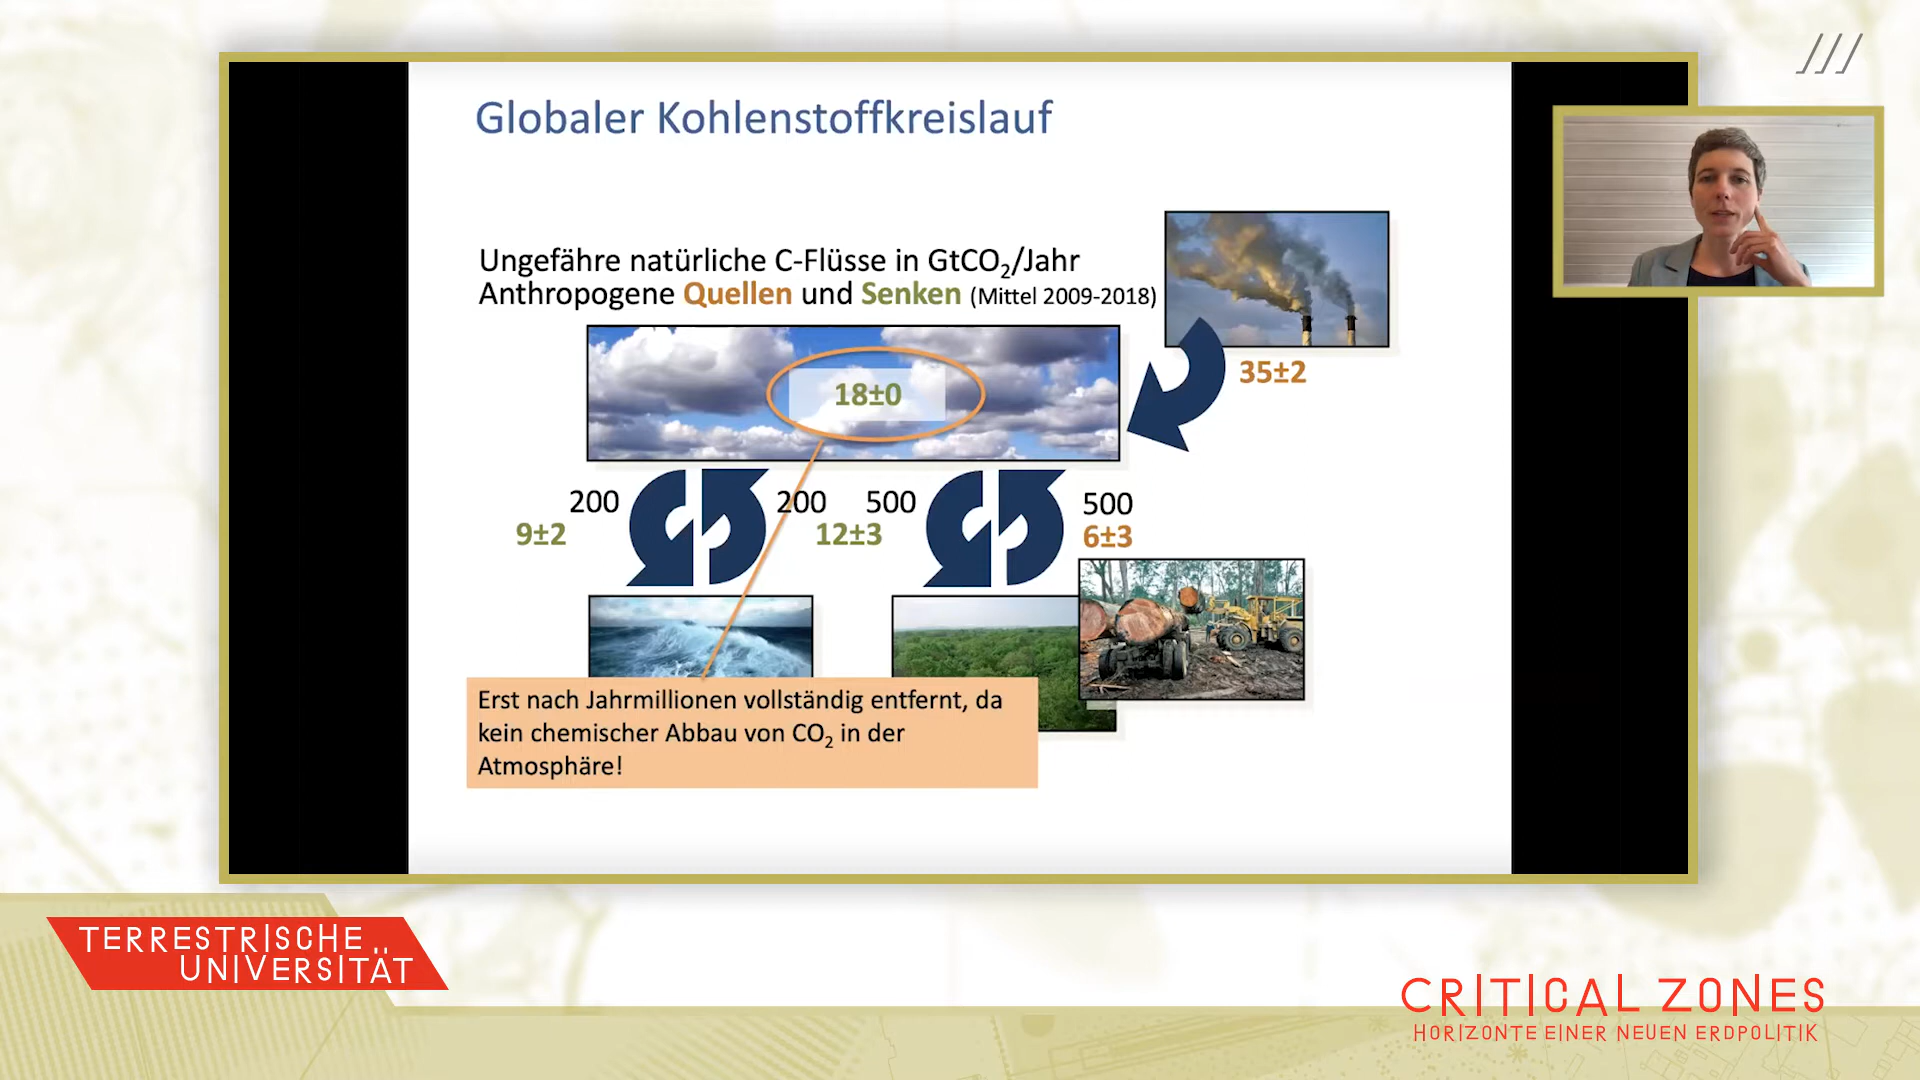 Globaler Kohlenstoffkreislauf
Ungefähre natürliche C-Flüsse in GtCO₂/Jahr
Anthropogene Quellen und Senken (Mittel 2009-2018)
18±0
35±2
200
200
500
500
9±2
12±3
6±3
Erst nach Jahrmillionen vollständig entfernt, da
kein chemischer Abbau von CO₂ in der
Atmosphäre!
TERRESTRISCHE
UNIVERSITÄT
CRITICAL ZONES
HORIZONTE EINER NEUEN ERDPOLITIK